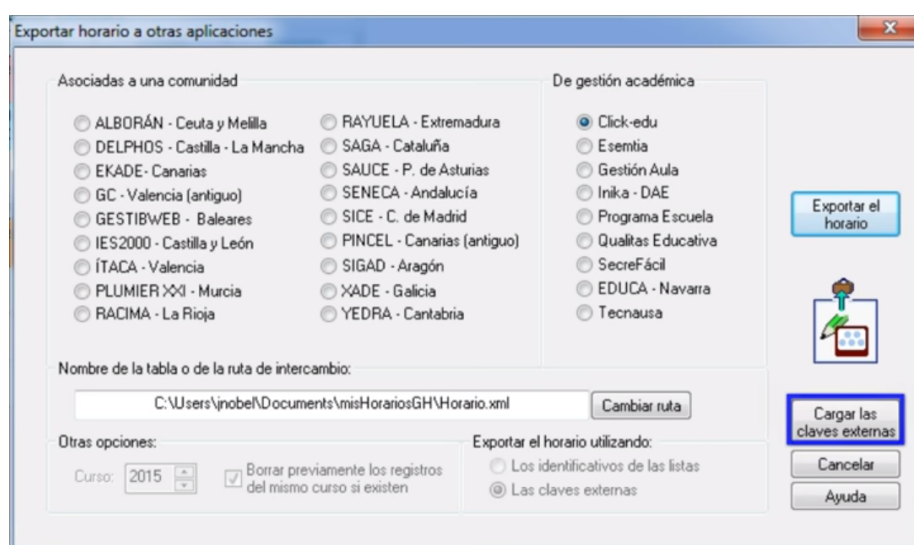 Exportar horario a otras aplicaciones
Asociadas a una comunidad
ALBORÁN - Ceuta y Melilla
DELPHOS - Castilla - La Mancha
EKADE- Canarias
GC - Valencia (antiguo)
GESTIBWEB - Baleares
IES2000 - Castilla y León
ÍTACA - Valencia
PLUMIER XXI - Murcia
RACIMA - La Rioja
RAYUELA - Extremadura
SAGA - Cataluña
SAUCE - P. de Asturias
SENECA - Andalucía
SICE - C. de Madrid
PINCEL - Canarias (antiguo)
SIGAD - Aragón
XADE - Galicia
YEDRA - Cantabria
De gestión académica
Click-edu
Esemtia
Gestión Aula
Inika - DAE
Programa Escuela
Qualitas Educativa
SecreFácil
EDUCA - Navarra
Tecnausa
Exportar el
horario
Nombre de la tabla o de la ruta de intercambio:
C:\Users\jnobel\Documents\misHorariosGH\Horario.xml
Cambiar ruta
Otras opciones:
Curso: 2015
Borrar previamente los registros
del mismo curso si existen
Exportar el horario utilizando:
Los identificativos de las listas
Las claves externas
Cargar las
claves externas
Cancelar
Ayuda